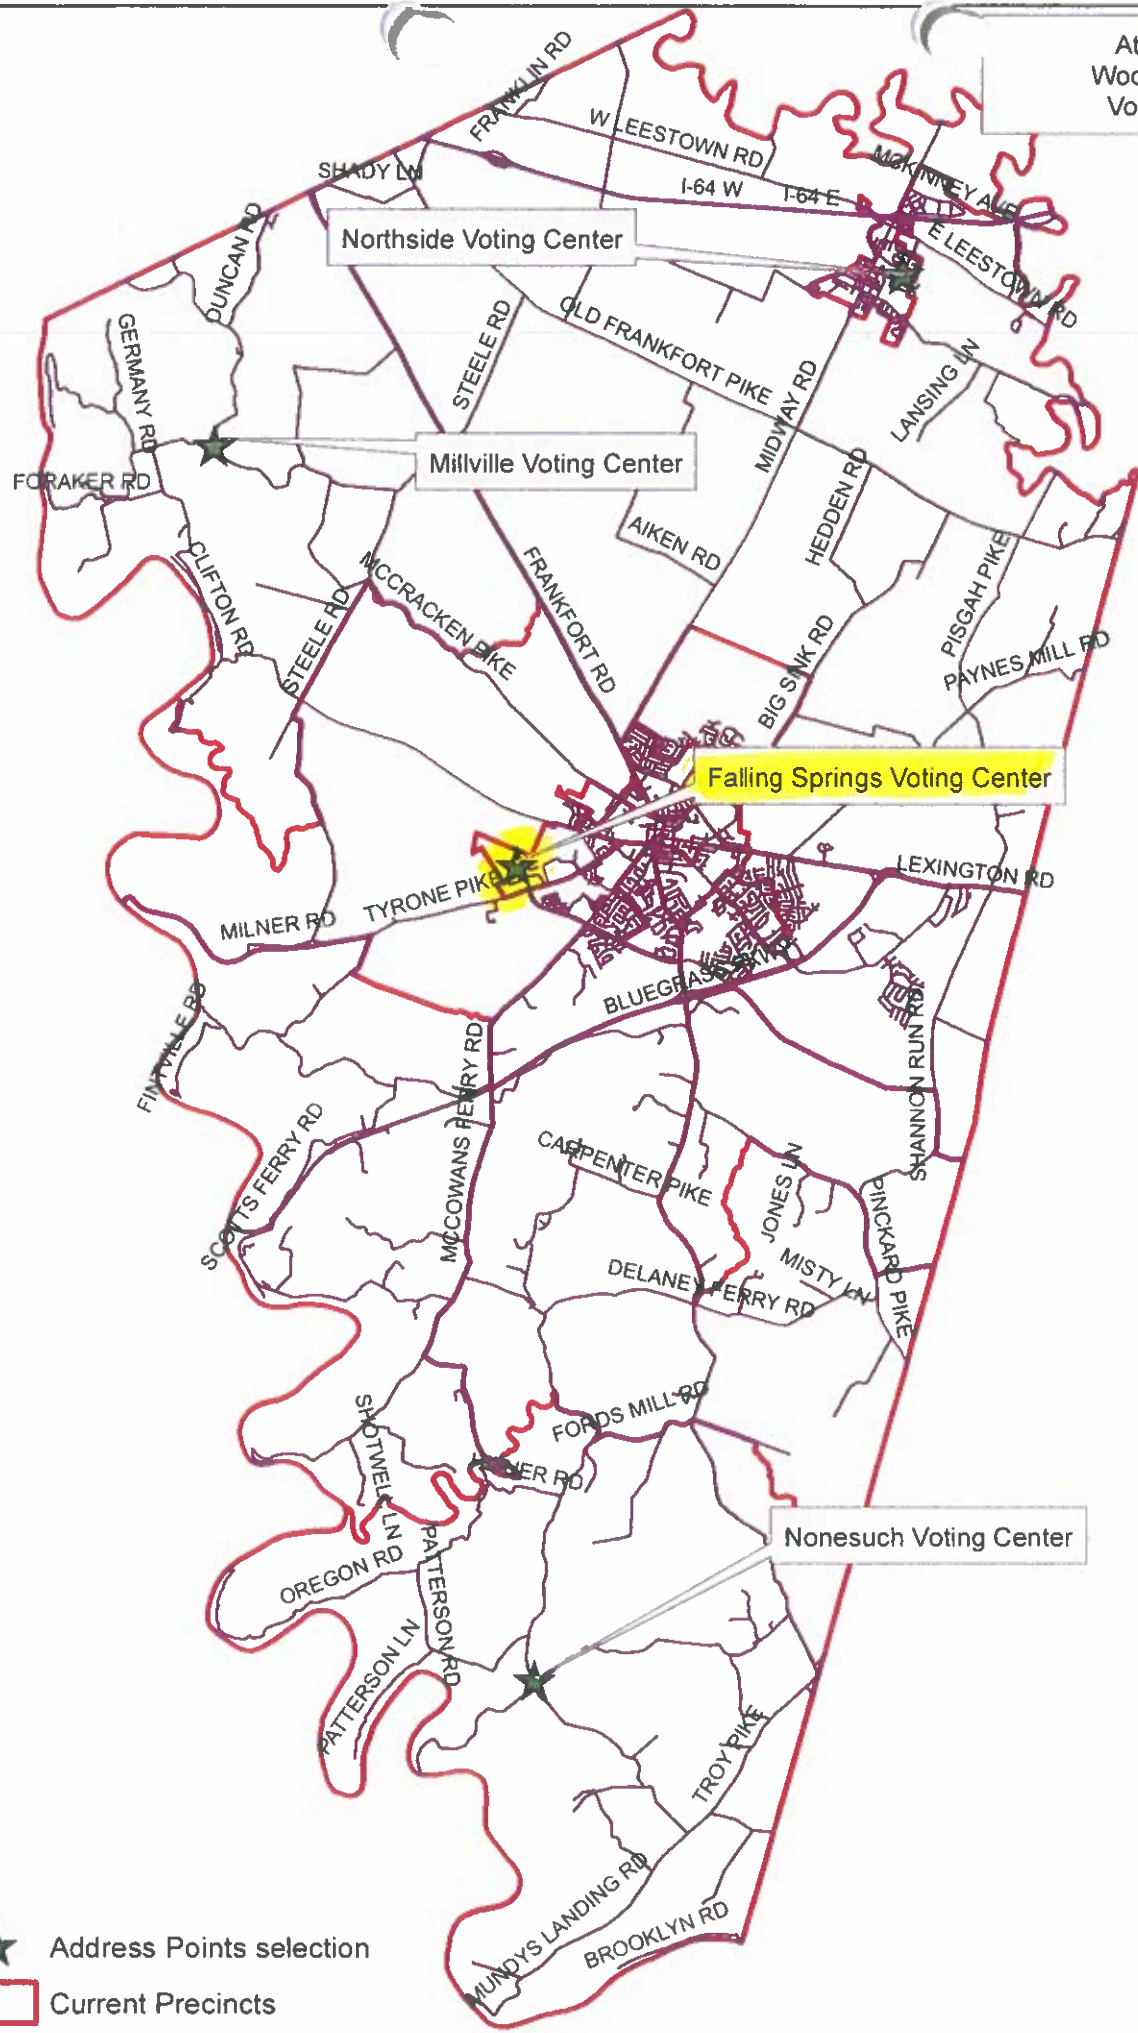 At
Woo
Vo
FRANKLIN RD
W LEESTOWN RD
SHADY LN
I-64 W
I-64 E
MCKINNEY AVE
Northside Voting Center
E LEESTOWN RD
DUNCAN RD
GERMANY RD
STEELE RD
OLD FRANKFORT PIKE
MIDWAY RD
LANSING LN
Millville Voting Center
FORAKER RD
AIKEN RD
HEDDEN RD
CLIFTON RD
MCCRACKEN PIKE
FRANKFORT RD
PISGAH PIKE
STEELE RD
BIG SINK RD
PAYNES MILL RD
Falling Springs Voting Center
LEXINGTON RD
TYRONE PIKE
MILNER RD
BLUEGRASS PKWY
FINTVILLE RD
SHANNON RUN RD
MCCOWANS FERRY RD
SCOTTS FERRY RD
CARPENTER PIKE
JONES LN
PINCKARD PIKE
MISTY LN
DELANEY FERRY RD
SHOTWELL LN
FORDS MILL RD
RD
Nonesuch Voting Center
OREGON RD
PATTERSON RD
PATTERSON LN
TROY PIKE
MUNDYS LANDING RD
BROOKLYN RD
Address Points selection
Current Precincts